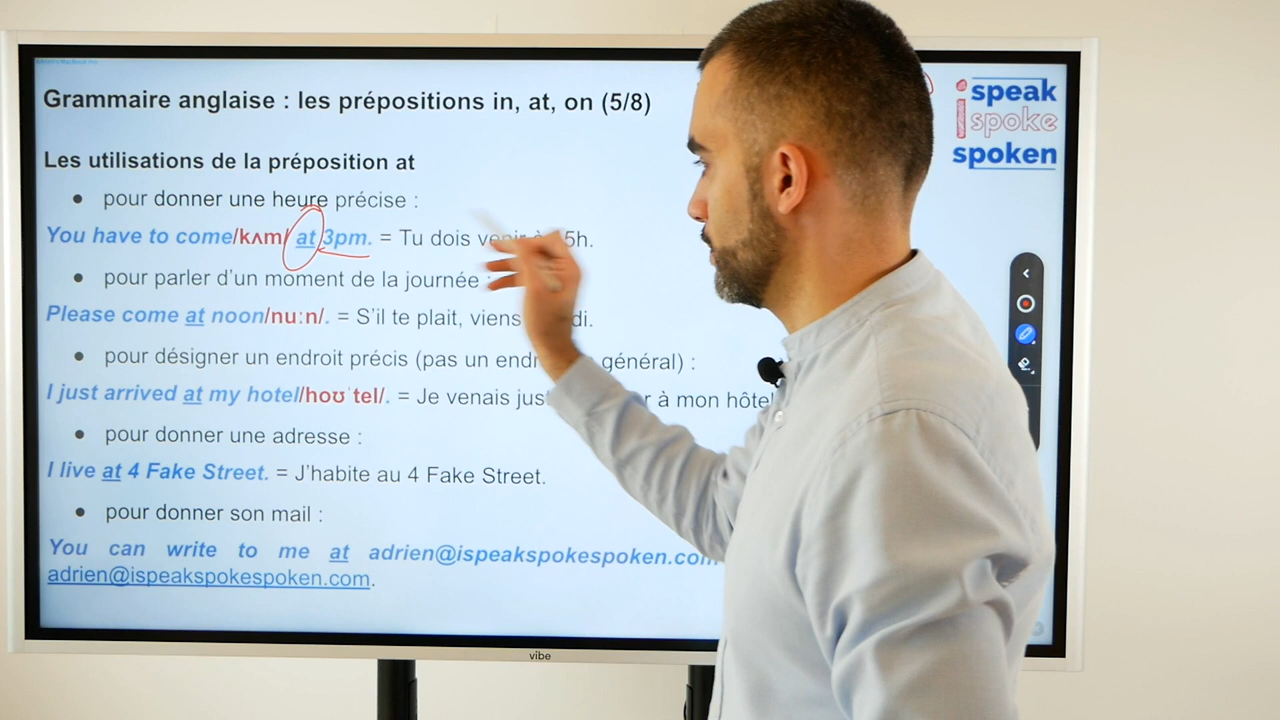 Grammaire anglaise : les prépositions in, at, on (5/8)
speak
i spoke
spoken
Les utilisations de la préposition at
● pour donner une heure précise :
You have to come/kʌm/ at 3pm. = Tu dois 5h.
● pour parler d'un moment de la journée :
Please come at noon/nuːn/. = S'il te plait, viens di.
● pour désigner un endroit précis (pas un général) :
I just arrived at my hotel/hoʊˈtel/. = Je venais à mon hôtel
● pour donner une adresse :
I live at 4 Fake Street. = J'habite au 4 Fake Street.
● pour donner son mail :
You can write to me at adrien@ispeakspokespoken.com
adrien@ispeakspokespoken.com.
vibe